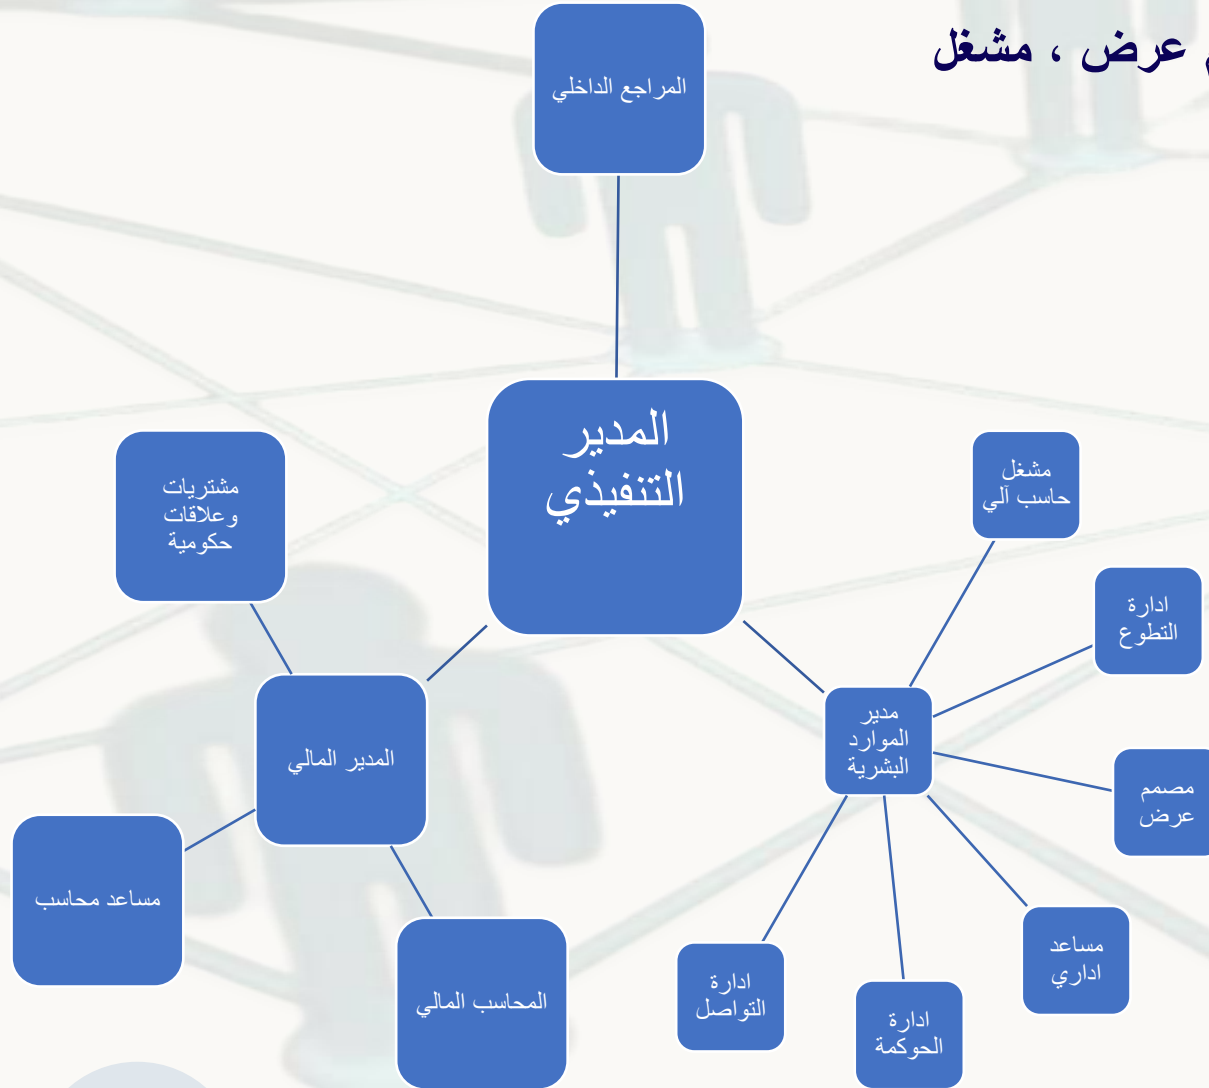 عرض ، مشغل
المراجع الداخلي
المدير
التنفيذي
مشغل
حاسب آلي
ادارة
التطوع
مصمم
عرض
مساعد
اداري
ادارة
الحوكمة
ادارة
التواصل
مدير
الموارد
البشرية
مشتريات
وعلاقات
حكومية
المدير المالي
مساعد محاسب
المحاسب المالي